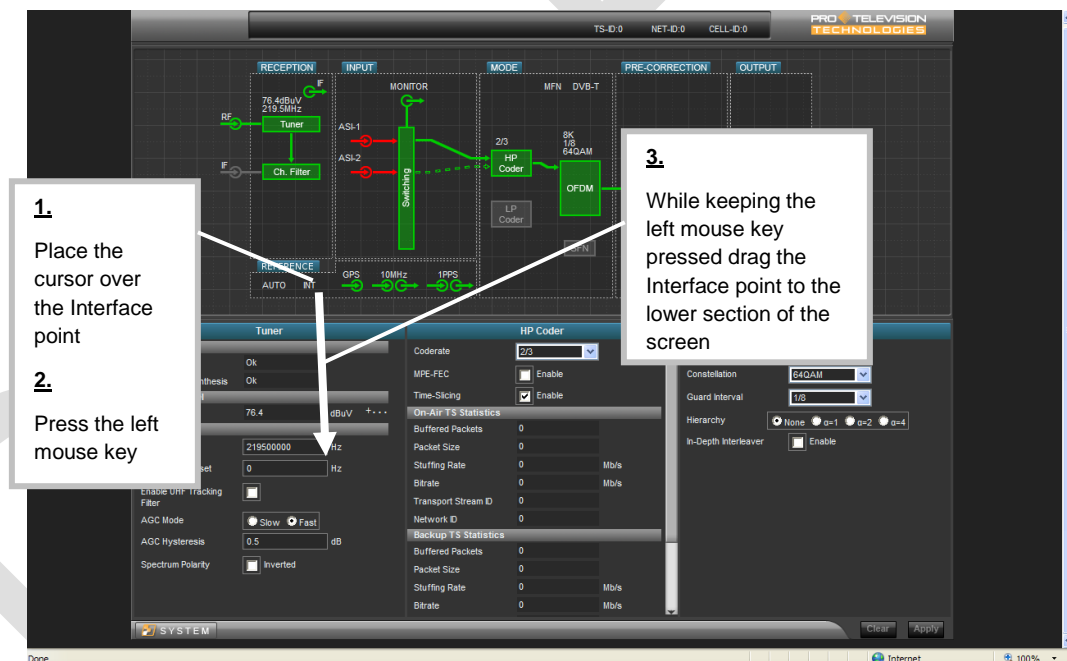 PRO TELEVISION
TECHNOLOGIES
TS-ID:0 NET-ID:0 CELL-ID:0
RECEPTION INPUT MODE PRE-CORRECTION OUTPUT
IF
MONITOR
MFN DVB-T
76.4dBuV
219.5MHz
RF
Tuner
ASI-1
2/3
8K
1/8
64QAM
IF
Ch. Filter
ASI-2
Switching
HP
Coder
OFDM
LP
Coder
REFERENCE
AUTO INT
GPS 10MHz 1PPS
1.
Place the
cursor over
the Interface
point
2.
Press the left
mouse key
3.
While keeping the
left mouse key
pressed drag the
Interface point to the
lower section of the
screen
Tuner
Ok
nthesis Ok
76.4 dBuV +···
219500000 Hz
set 0 Hz
Enable UHF Tracking
Filter
AGC Mode Slow Fast
AGC Hysteresis 0.5 dB
Spectrum Polarity Inverted
HP Coder
Coderate 2/3
MPE-FEC Enable
Time-Slicing Enable
On-Air TS Statistics
Buffered Packets 0
Packet Size 0
Stuffing Rate 0 Mb/s
Bitrate 0 Mb/s
Transport Stream ID 0
Network ID 0
Backup TS Statistics
Buffered Packets 0
Packet Size 0
Stuffing Rate 0 Mb/s
Bitrate 0 Mb/s
Constellation 64QAM
Guard Interval 1/8
Hierarchy None α=1 α=2 α=4
In-Depth Interleaver Enable
SYSTEM
Clear Apply
Done Internet 100%